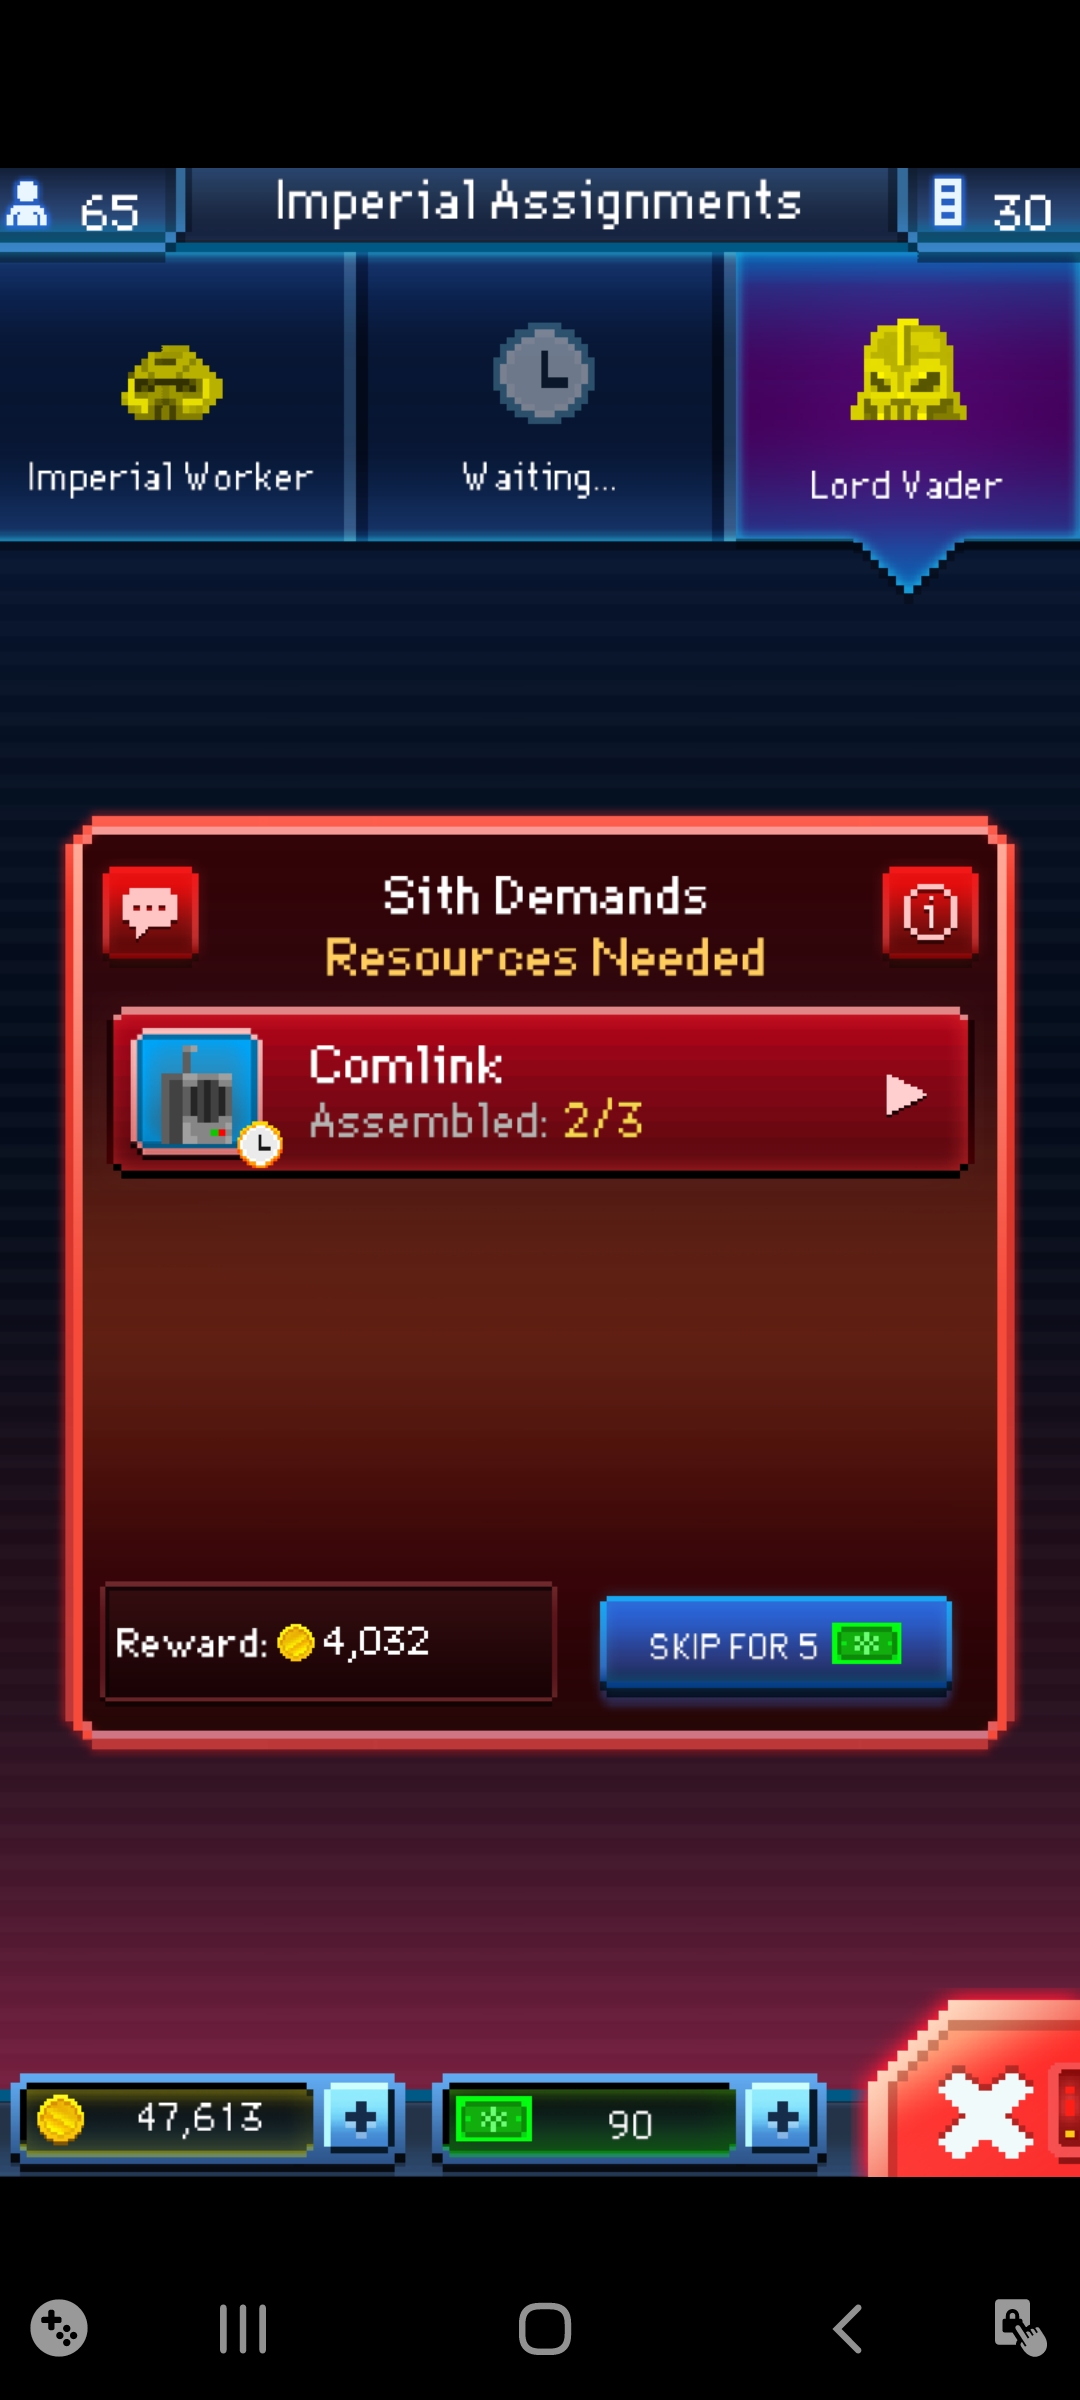 65
Imperial Assignments
30
Imperial Worker
Waiting...
Lord Vader
Sith Demands
Resources Needed
Comlink
Assembled: 2/3
Reward: 4,032
SKIP FOR 5
47,613
90